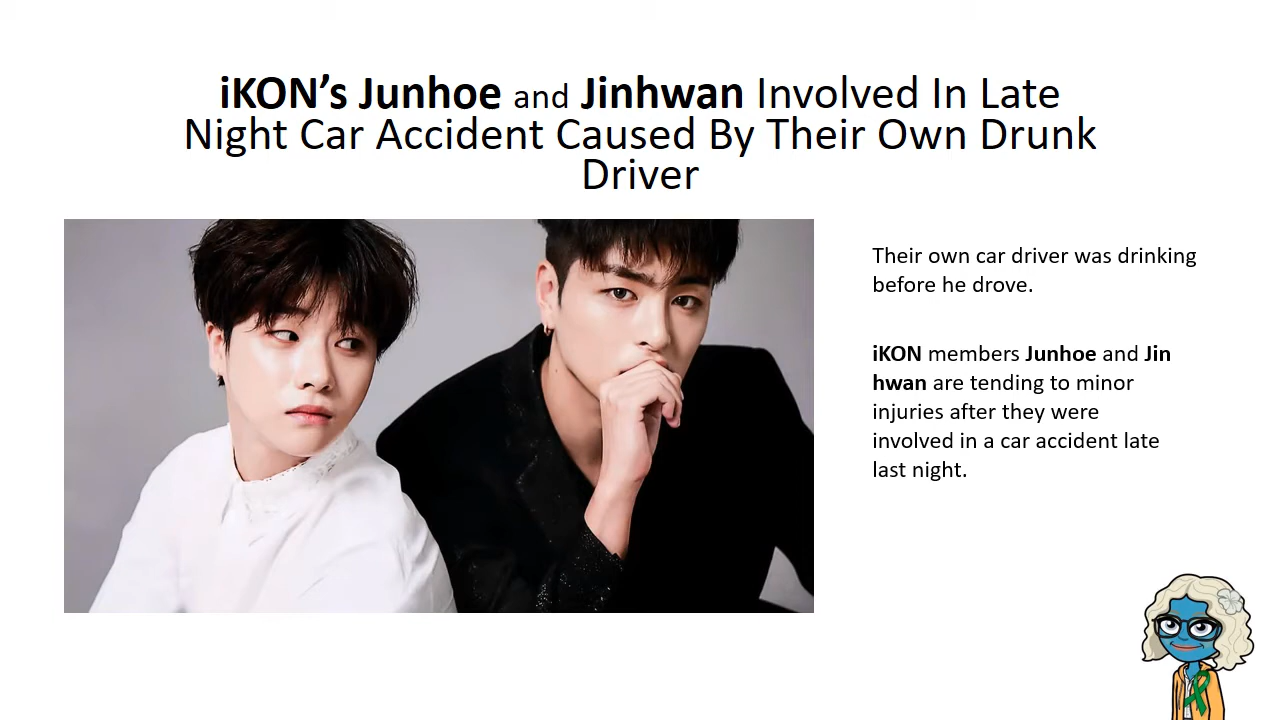 iKON’s Junhoe and Jinhwan Involved In Late
Night Car Accident Caused By Their Own Drunk
Driver
Their own car driver was drinking
before he drove.
iKON members Junhoe and Jin
hwan are tending to minor
injuries after they were
involved in a car accident late
last night.